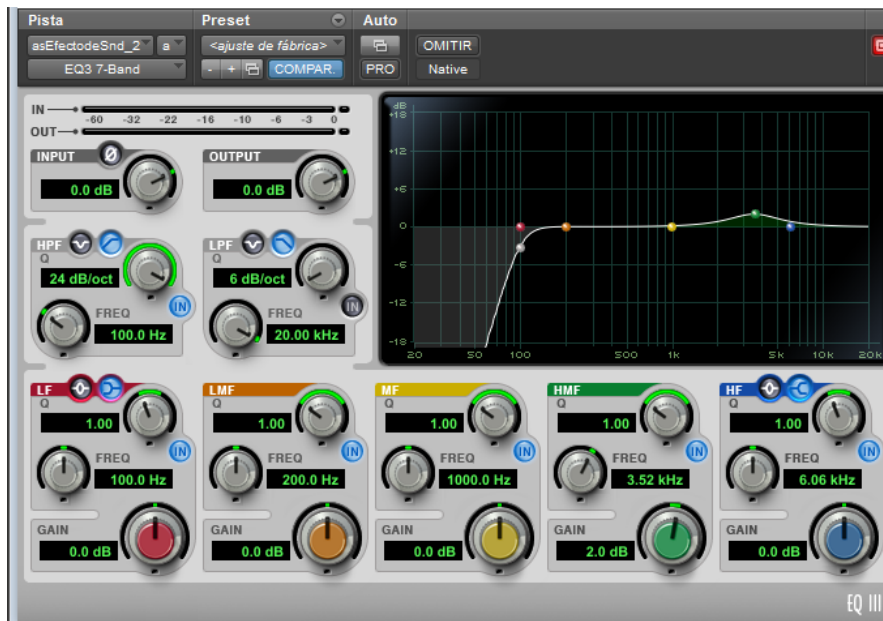 Pista Preset Auto
asEfectodeSnd_2 a <ajuste de fábrica> OMITIR
EQ3 7-Band - + COMPAR. PRO Native
IN
-60 -32 -22 -16 -10 -6 -3 0
OUT
INPUT Ø OUTPUT
0.0 dB 0.0 dB
HPF LPF
Q Q
24 dB/oct 6 dB/oct
IN IN
FREQ FREQ
100.0 Hz 20.00 kHz
dB
+18
+12
+6
0
-6
-12
-18
20 50 100 500 1k 5k 10k 20k
LF LMF MF HMF HF
Q Q Q Q Q
1.00 1.00 1.00 1.00 1.00
IN IN IN IN IN
FREQ FREQ FREQ FREQ FREQ
100.0 Hz 200.0 Hz 1000.0 Hz 3.52 kHz 6.06 kHz
GAIN GAIN GAIN GAIN GAIN
0.0 dB 0.0 dB 0.0 dB 2.0 dB 0.0 dB
EQ III